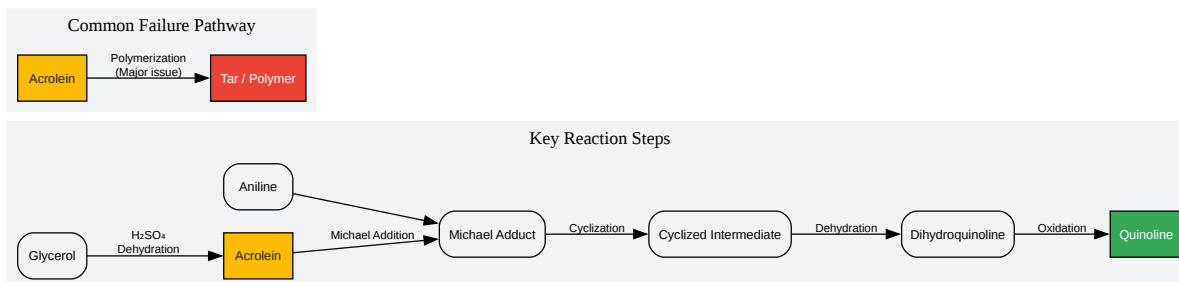 Common Failure Pathway
Acrolein
Polymerization
(Major issue)
Tar / Polymer
Key Reaction Steps
Aniline
Glycerol
H₂SO₄
Dehydration
Acrolein
Michael Addition
Michael Adduct
Cyclization
Cyclized Intermediate
Dehydration
Dihydroquinoline
Oxidation
Quinoline